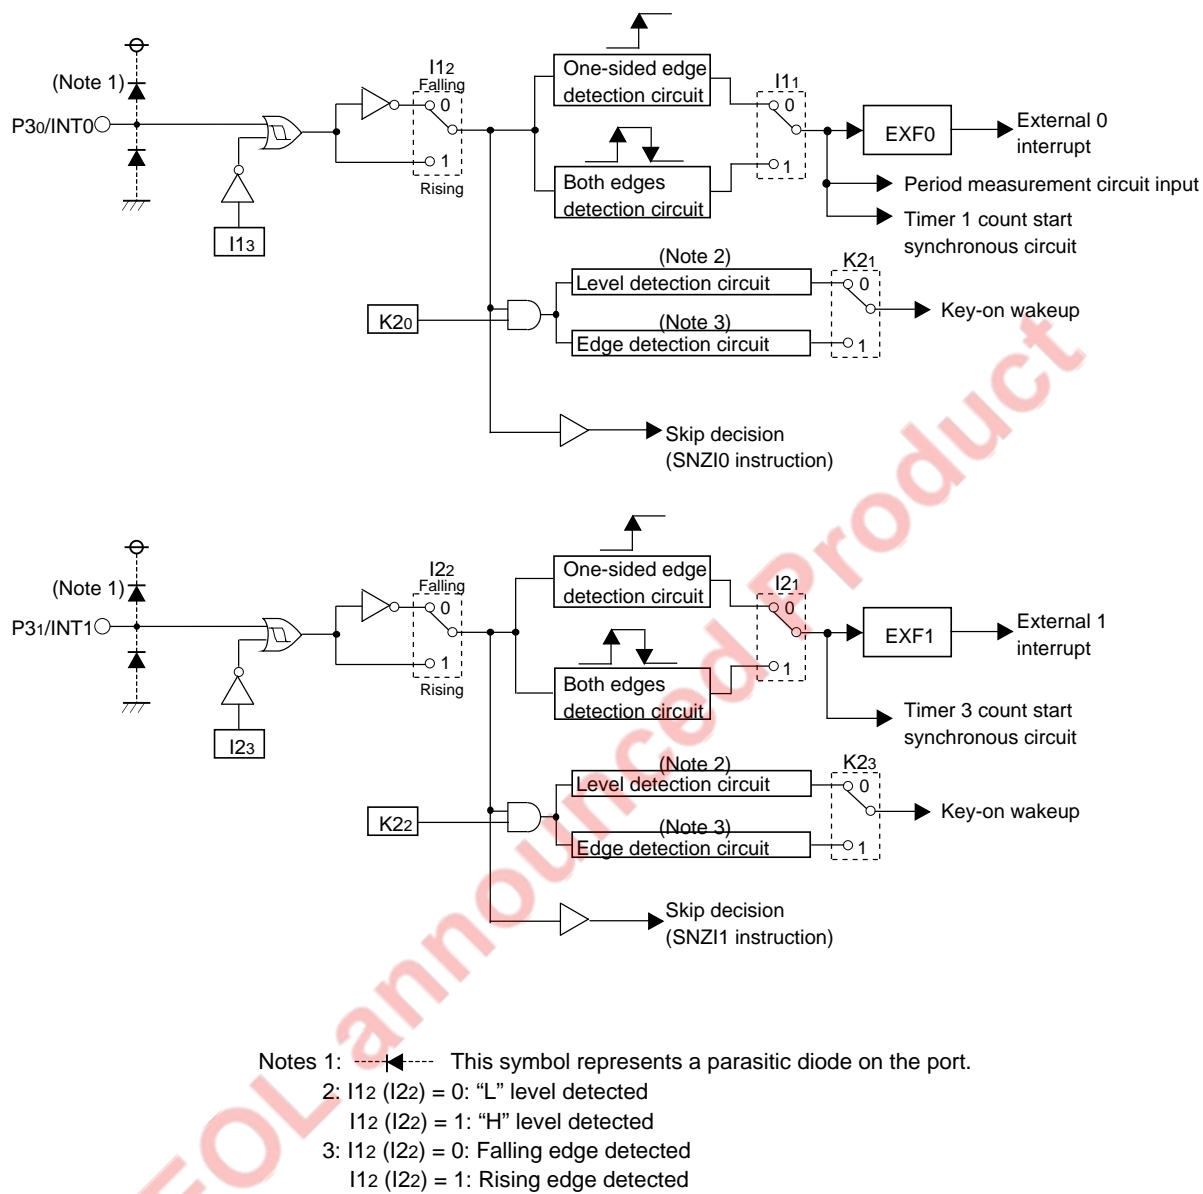 I12
Falling
0
1
Rising
(Note 1)
P30/INT0
I13
One-sided edge
detection circuit
Both edges
detection circuit
I11
0
1
EXF0
External 0
interrupt
Period measurement circuit input
Timer 1 count start
synchronous circuit
(Note 2)
Level detection circuit
K20
(Note 3)
Edge detection circuit
K21
0
1
Key-on wakeup
Skip decision
(SNZI0 instruction)
I22
Falling
0
1
Rising
(Note 1)
P31/INT1
I23
One-sided edge
detection circuit
Both edges
detection circuit
I21
0
1
EXF1
External 1
interrupt
Timer 3 count start
synchronous circuit
(Note 2)
Level detection circuit
K22
(Note 3)
Edge detection circuit
K23
0
1
Key-on wakeup
Skip decision
(SNZI1 instruction)
Notes 1: This symbol represents a parasitic diode on the port.
2: I12 (I22) = 0: “L” level detected
I12 (I22) = 1: “H” level detected
3: I12 (I22) = 0: Falling edge detected
I12 (I22) = 1: Rising edge detected
EOL announced Product